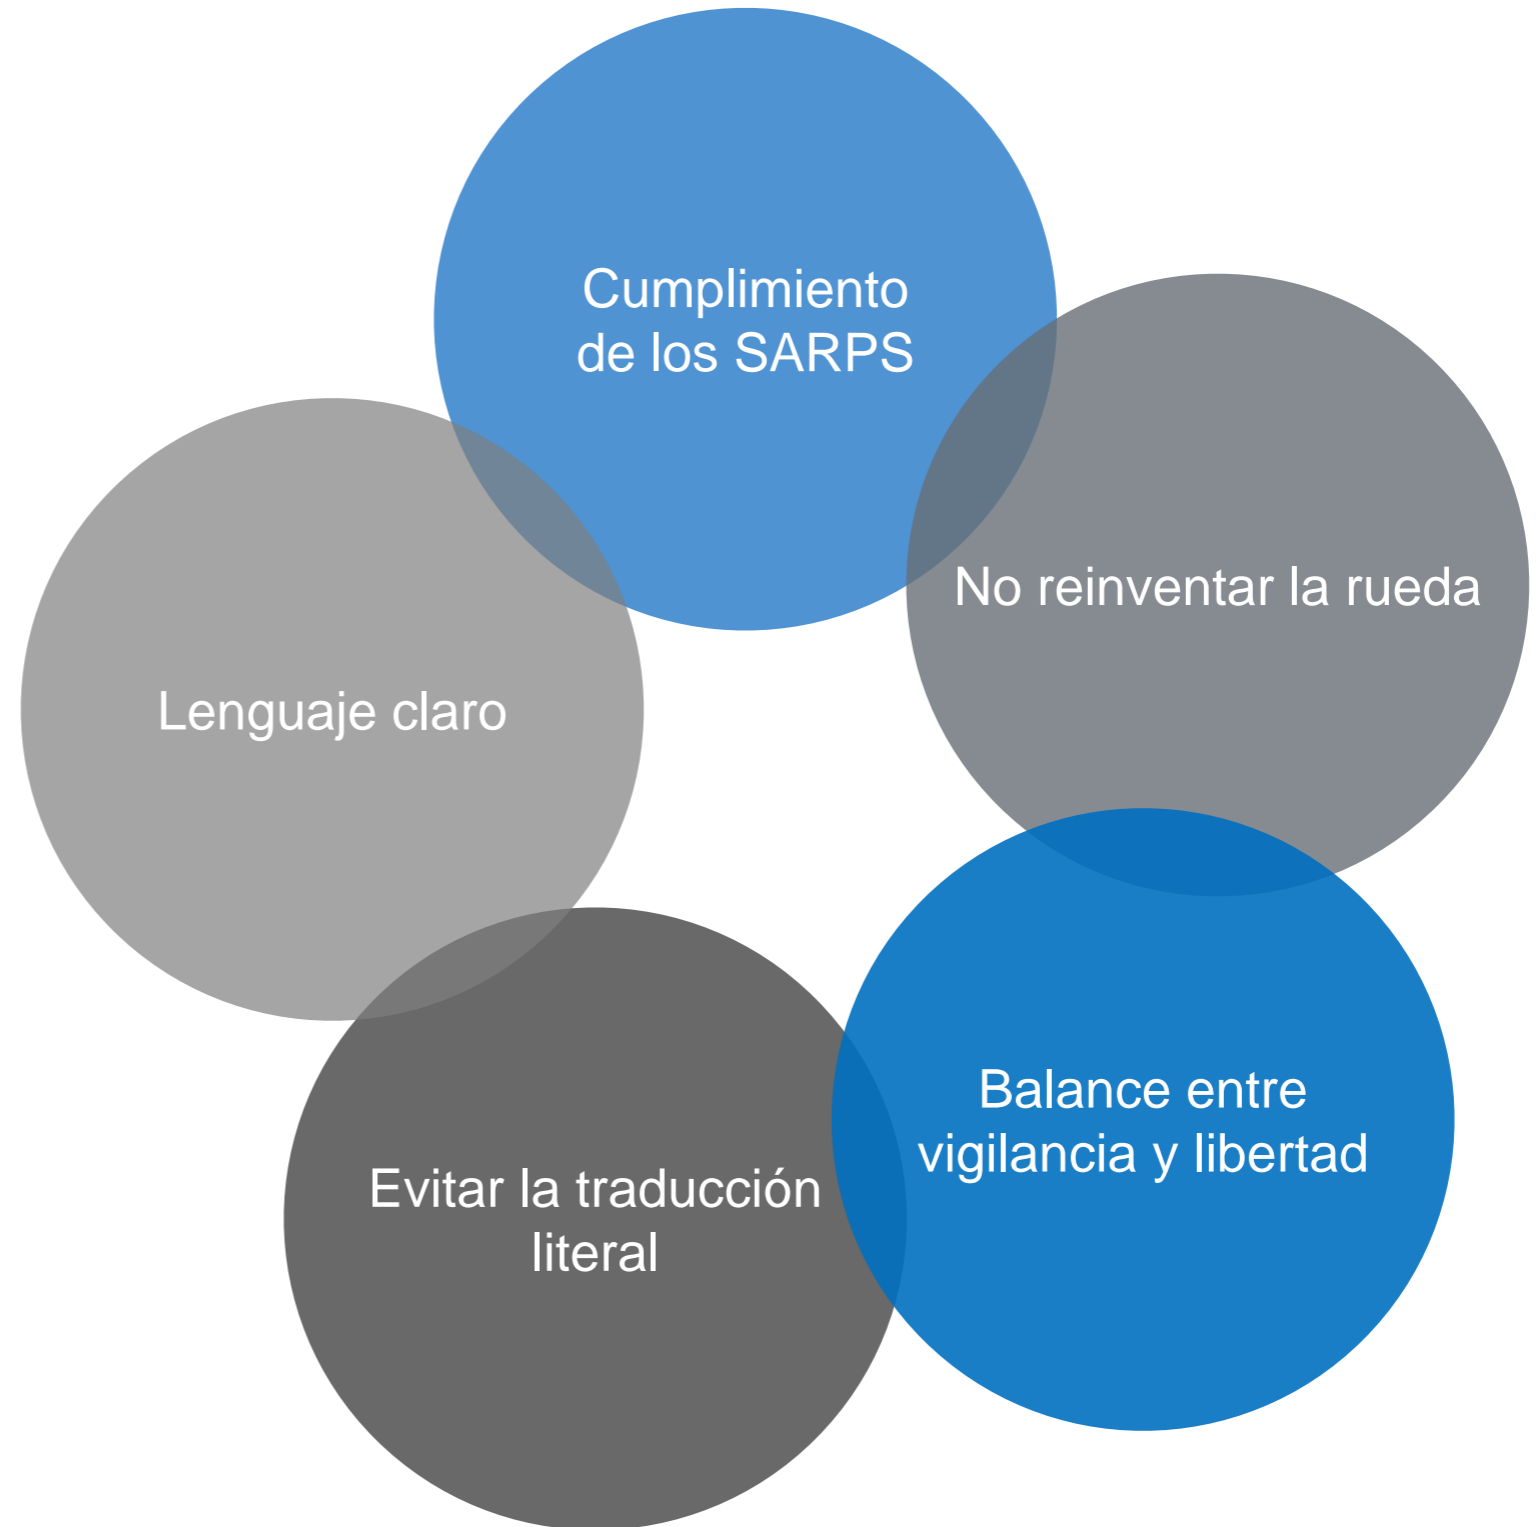 Cumplimiento
de los SARPS
No reinventar la rueda
Lenguaje claro
Balance entre
vigilancia y libertad
Evitar la traducción
literal